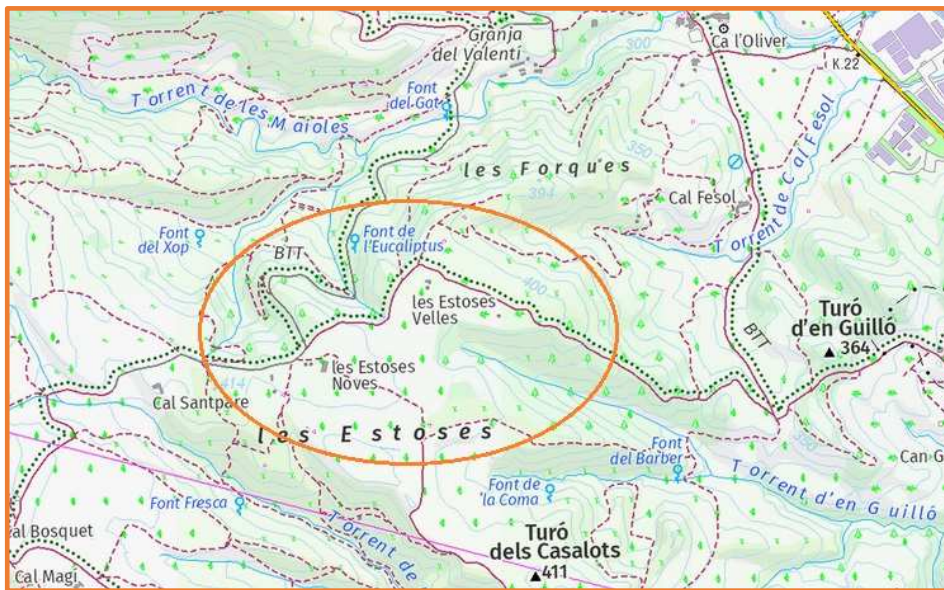 Granja
del Valentí
Ca l'Oliver
300
K.22
Font
del Gat
Torrent de les Maioles
350
les Forques
394
Cal Fesol
Torrent de Cal Fesol
Font
del Xop
BTT
Font de
l'Eucaliptus
400
les Estoses
Velles
Turó
d'en Guilló
364
BTT
les Estoses
Noves
414
Cal Santpare
les Estoses
350
Can G
Font
del Barber
Font de
la Coma
Torrent d'en Guilló
Font Fresca
Torrent de
al Bosquet
Cal Magí
Turó
dels Casalots
411